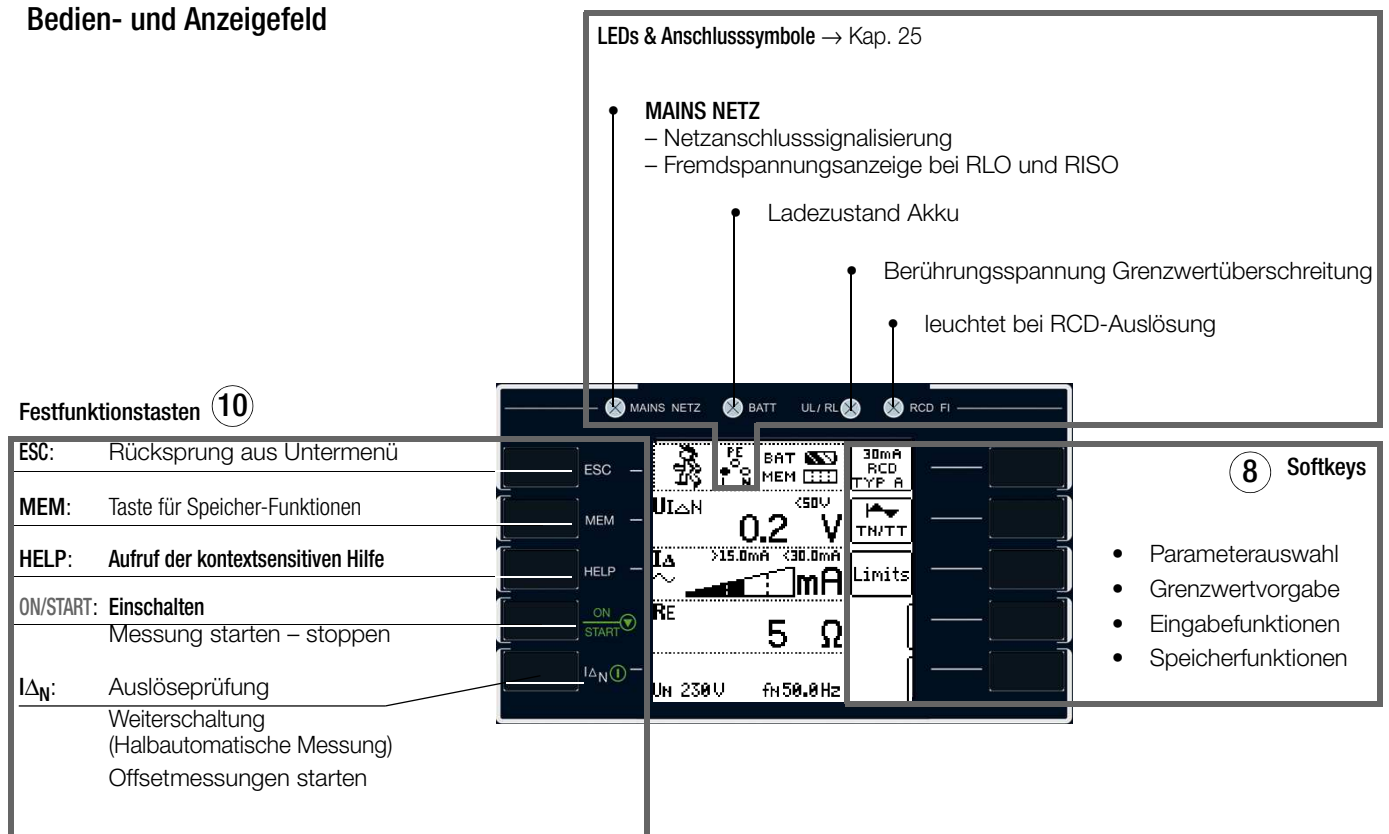 Bedien- und Anzeigefeld
LEDs & Anschlusssymbole → Kap. 25
• MAINS NETZ
– Netzanschlusssignalisierung
– Fremdspannungsanzeige bei RLO und RISO
• Ladezustand Akku
• Berührungsspannung Grenzwertüberschreitung
• leuchtet bei RCD-Auslösung
Festfunktionstasten 10
ESC: Rücksprung aus Untermenü
MEM: Taste für Speicher-Funktionen
HELP: Aufruf der kontextsensitiven Hilfe
ON/START: Einschalten
Messung starten – stoppen
IΔN: Auslöseprüfung
Weiterschaltung
(Halbautomatische Messung)
Offsetmessungen starten
MAINS NETZ BATT UL/RL RCD FI
ESC
MEM
HELP
ON
START
IΔN
PE
L N
BAT
MEM
UIΔN <50V
0.2 V
IΔ >15.0mA <30.0mA
~ mA
RE
5 Ω
UN 230V fN50.0Hz
30mA
RCD
TYP A
TN/TT
Limits
8 Softkeys
• Parameterauswahl
• Grenzwertvorgabe
• Eingabefunktionen
• Speicherfunktionen